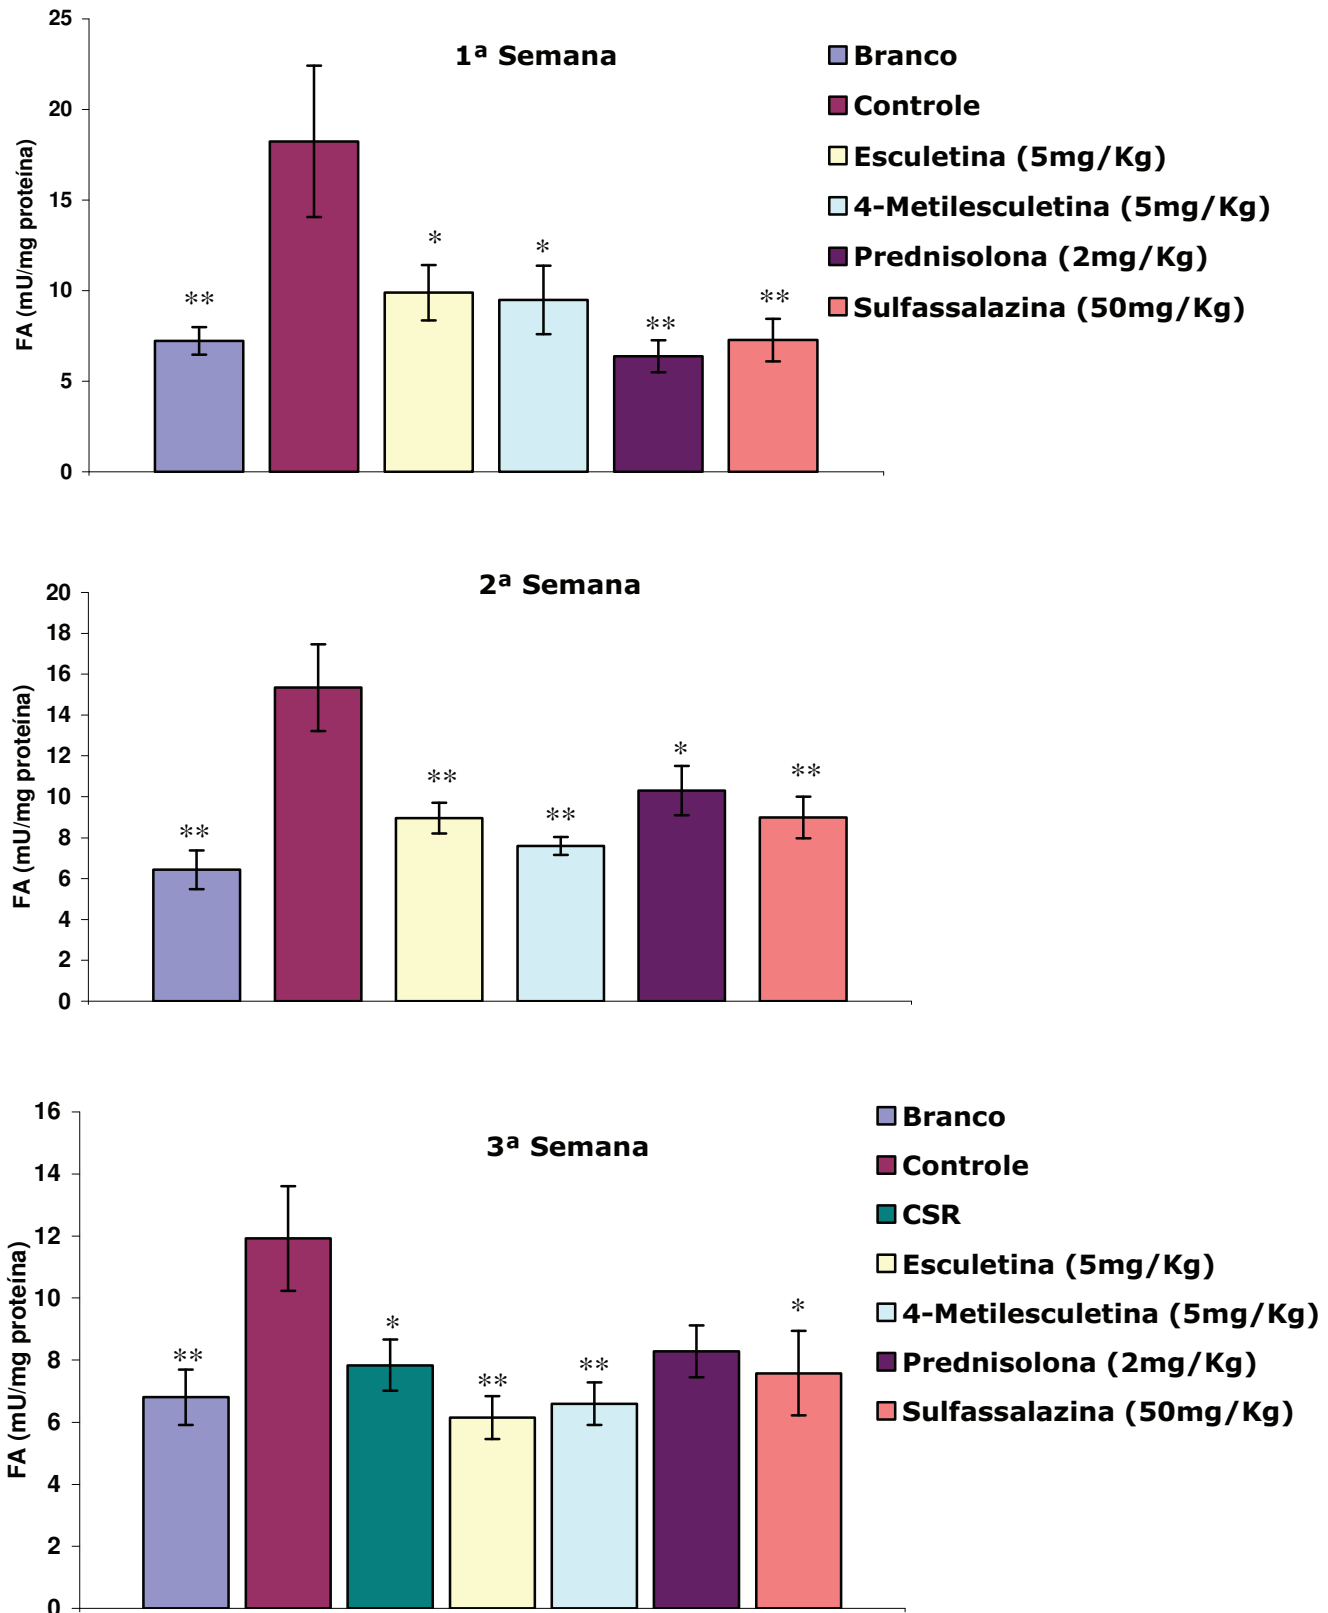 1ª Semana
FA (mU/mg proteína)
25
20
15
10
5
0
**
*
*
**
**
Branco
Controle
Esculetina (5mg/Kg)
4-Metilesculetina (5mg/Kg)
Prednisolona (2mg/Kg)
Sulfassalazina (50mg/Kg)
2ª Semana
FA (mU/mg proteína)
20
18
16
14
12
10
8
6
4
2
0
**
**
**
*
**
3ª Semana
FA (mU/mg proteína)
16
14
12
10
8
6
4
2
0
**
*
**
**
*
Branco
Controle
CSR
Esculetina (5mg/Kg)
4-Metilesculetina (5mg/Kg)
Prednisolona (2mg/Kg)
Sulfassalazina (50mg/Kg)